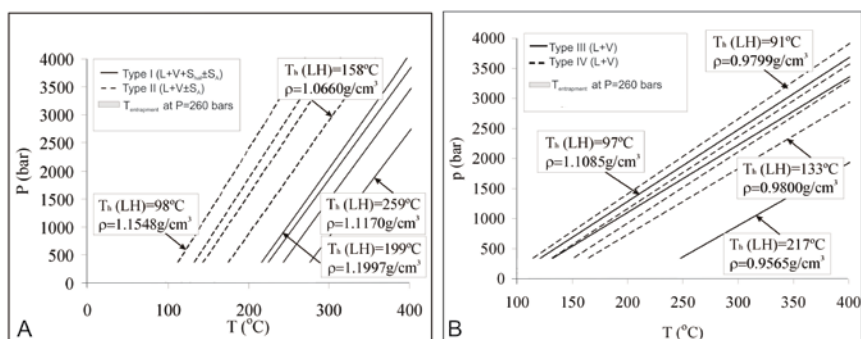 4000
3500
3000
2500
2000
1500
1000
500
0
P (bar)
Type I (L+V+Shalit±SA)
Type II (L+V±SA)
Tentrapment at P=260 bars
Th (LH)=158ºC
ρ=1.0660g/cm³
Th (LH)=98ºC
ρ=1.1548g/cm³
Th (LH)=259ºC
ρ=1.1170g/cm³
Th (LH)=199ºC
ρ=1.1997g/cm³
0 100 200 300 400
A
T (°C)
4000
3500
3000
2500
2000
1500
1000
500
0
p (bar)
Type III (L+V)
Type IV (L+V)
Tentrapment at P=260 bars
Th (LH)=91ºC
ρ=0.9799g/cm³
Th (LH)=97ºC
ρ=1.1085g/cm³
Th (LH)=133ºC
ρ=0.9800g/cm³
Th (LH)=217ºC
ρ=0.9565g/cm³
100 150 200 250 300 350 400
B
T (°C)